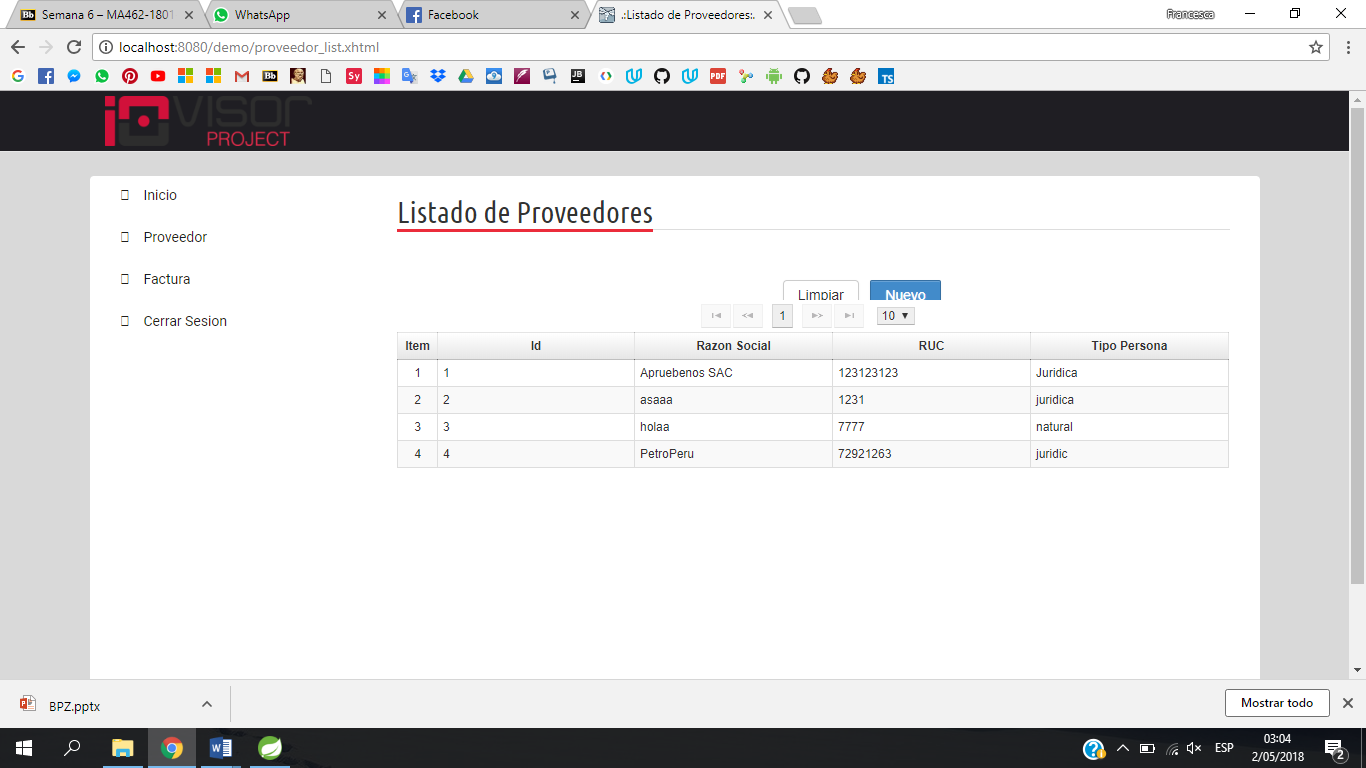 Semana 6 – MA462-1801
WhatsApp
Facebook
.:Listado de Proveedores:.
Francesca
localhost:8080/demo/proveedor_list.xhtml
VISOR
PROJECT
Inicio
Proveedor
Factura
Cerrar Sesion
Listado de Proveedores
Limpiar Nuevo
1 10
Item Id Razon Social RUC Tipo Persona
1 1 Apruebenos SAC 123123123 Juridica
2 2 asaaa 1231 juridica
3 3 holaa 7777 natural
4 4 PetroPeru 72921263 juridic
BPZ.pptx
Mostrar todo
ESP
03:04
2/05/2018
2